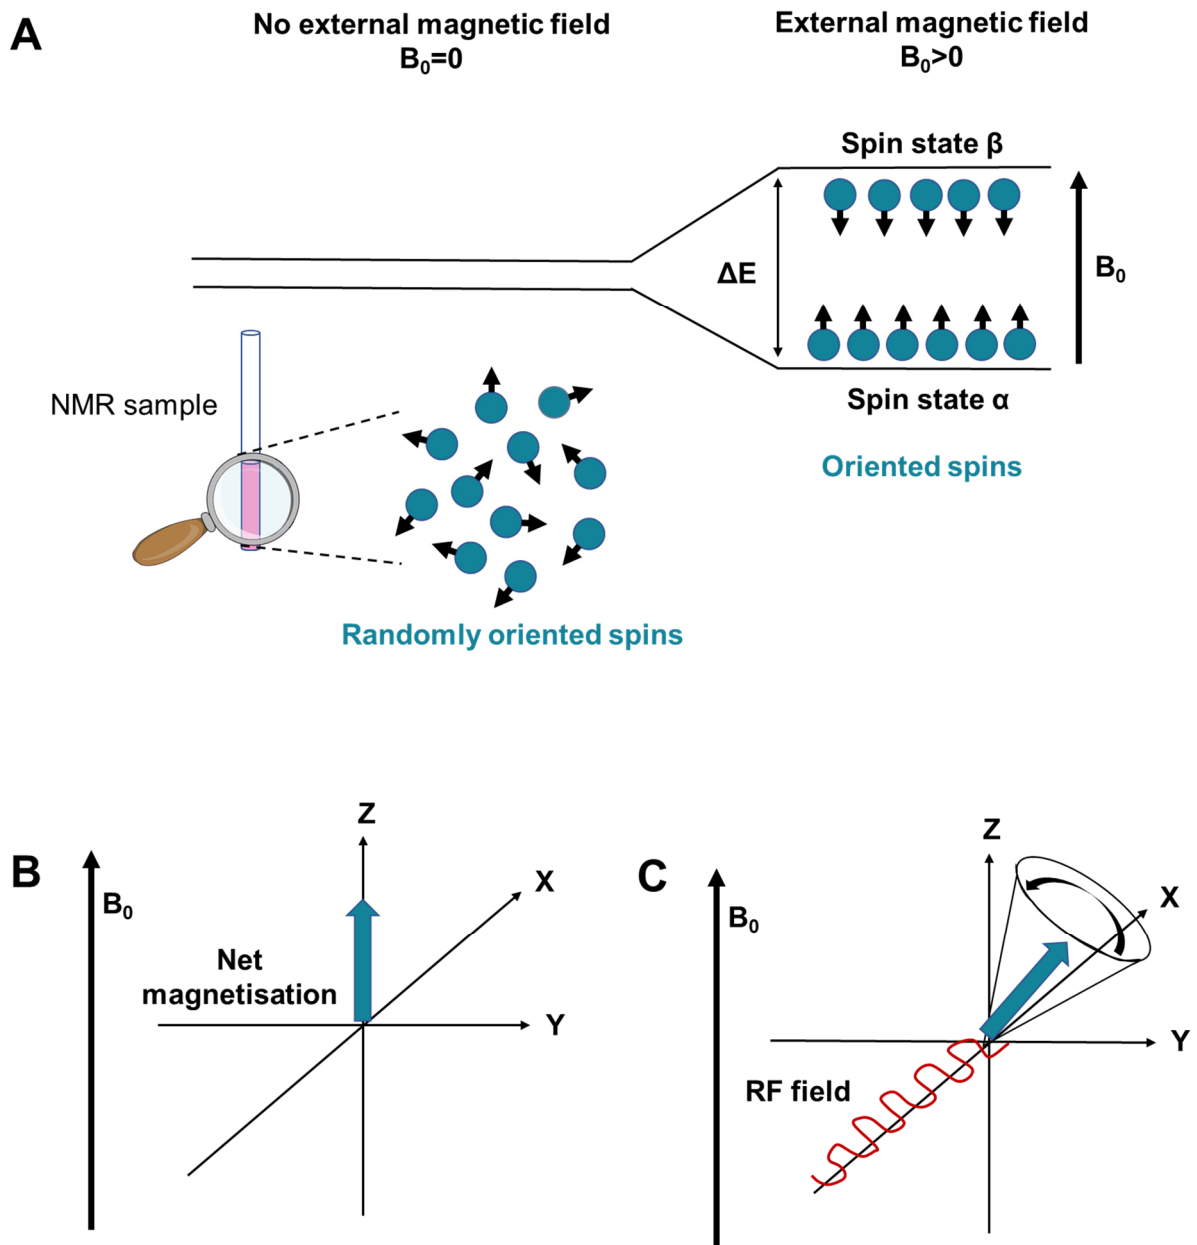 A
No external magnetic field
B₀=0
External magnetic field
B₀>0
Spin state β
ΔE
B₀
Spin state α
Oriented spins
NMR sample
Randomly oriented spins
B
B₀
Z
X
Y
Net
magnetisation
C
B₀
Z
X
Y
RF field